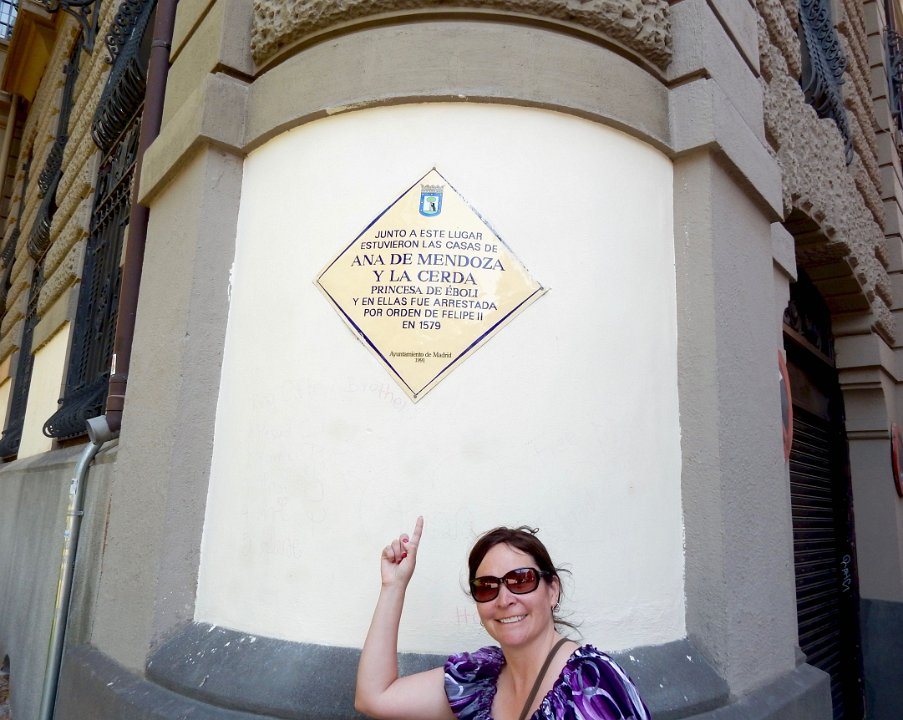 JUNTO A ESTE LUGAR
ESTUVIERON LAS CASAS DE
ANA DE MENDOZA
Y LA CERDA
PRINCESA DE ÉBOLI
Y EN ELLAS FUE ARRESTADA
POR ORDEN DE FELIPE II
EN 1579
Ayuntamiento de Madrid
1991